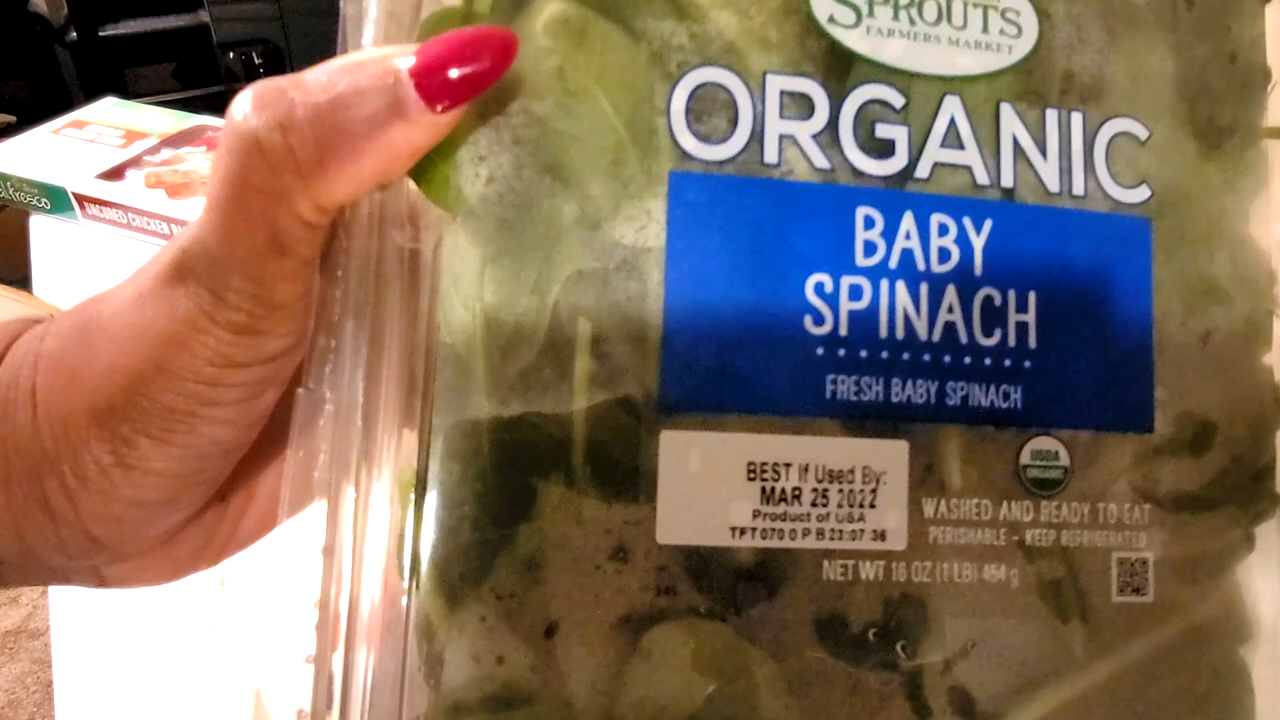 SPROUTS
FARMERS MARKET
ORGANIC
BABY
SPINACH
FRESH BABY SPINACH
BEST If Used By:
MAR 25 2022
Product of USA
TFT070 0 P B 23:07:36
USDA
ORGANIC
WASHED AND READY TO EAT
PERISHABLE - KEEP REFRIGERATED
NET WT 16 OZ (1 LB) 454 g
al fresco
UNCURED CHICKEN